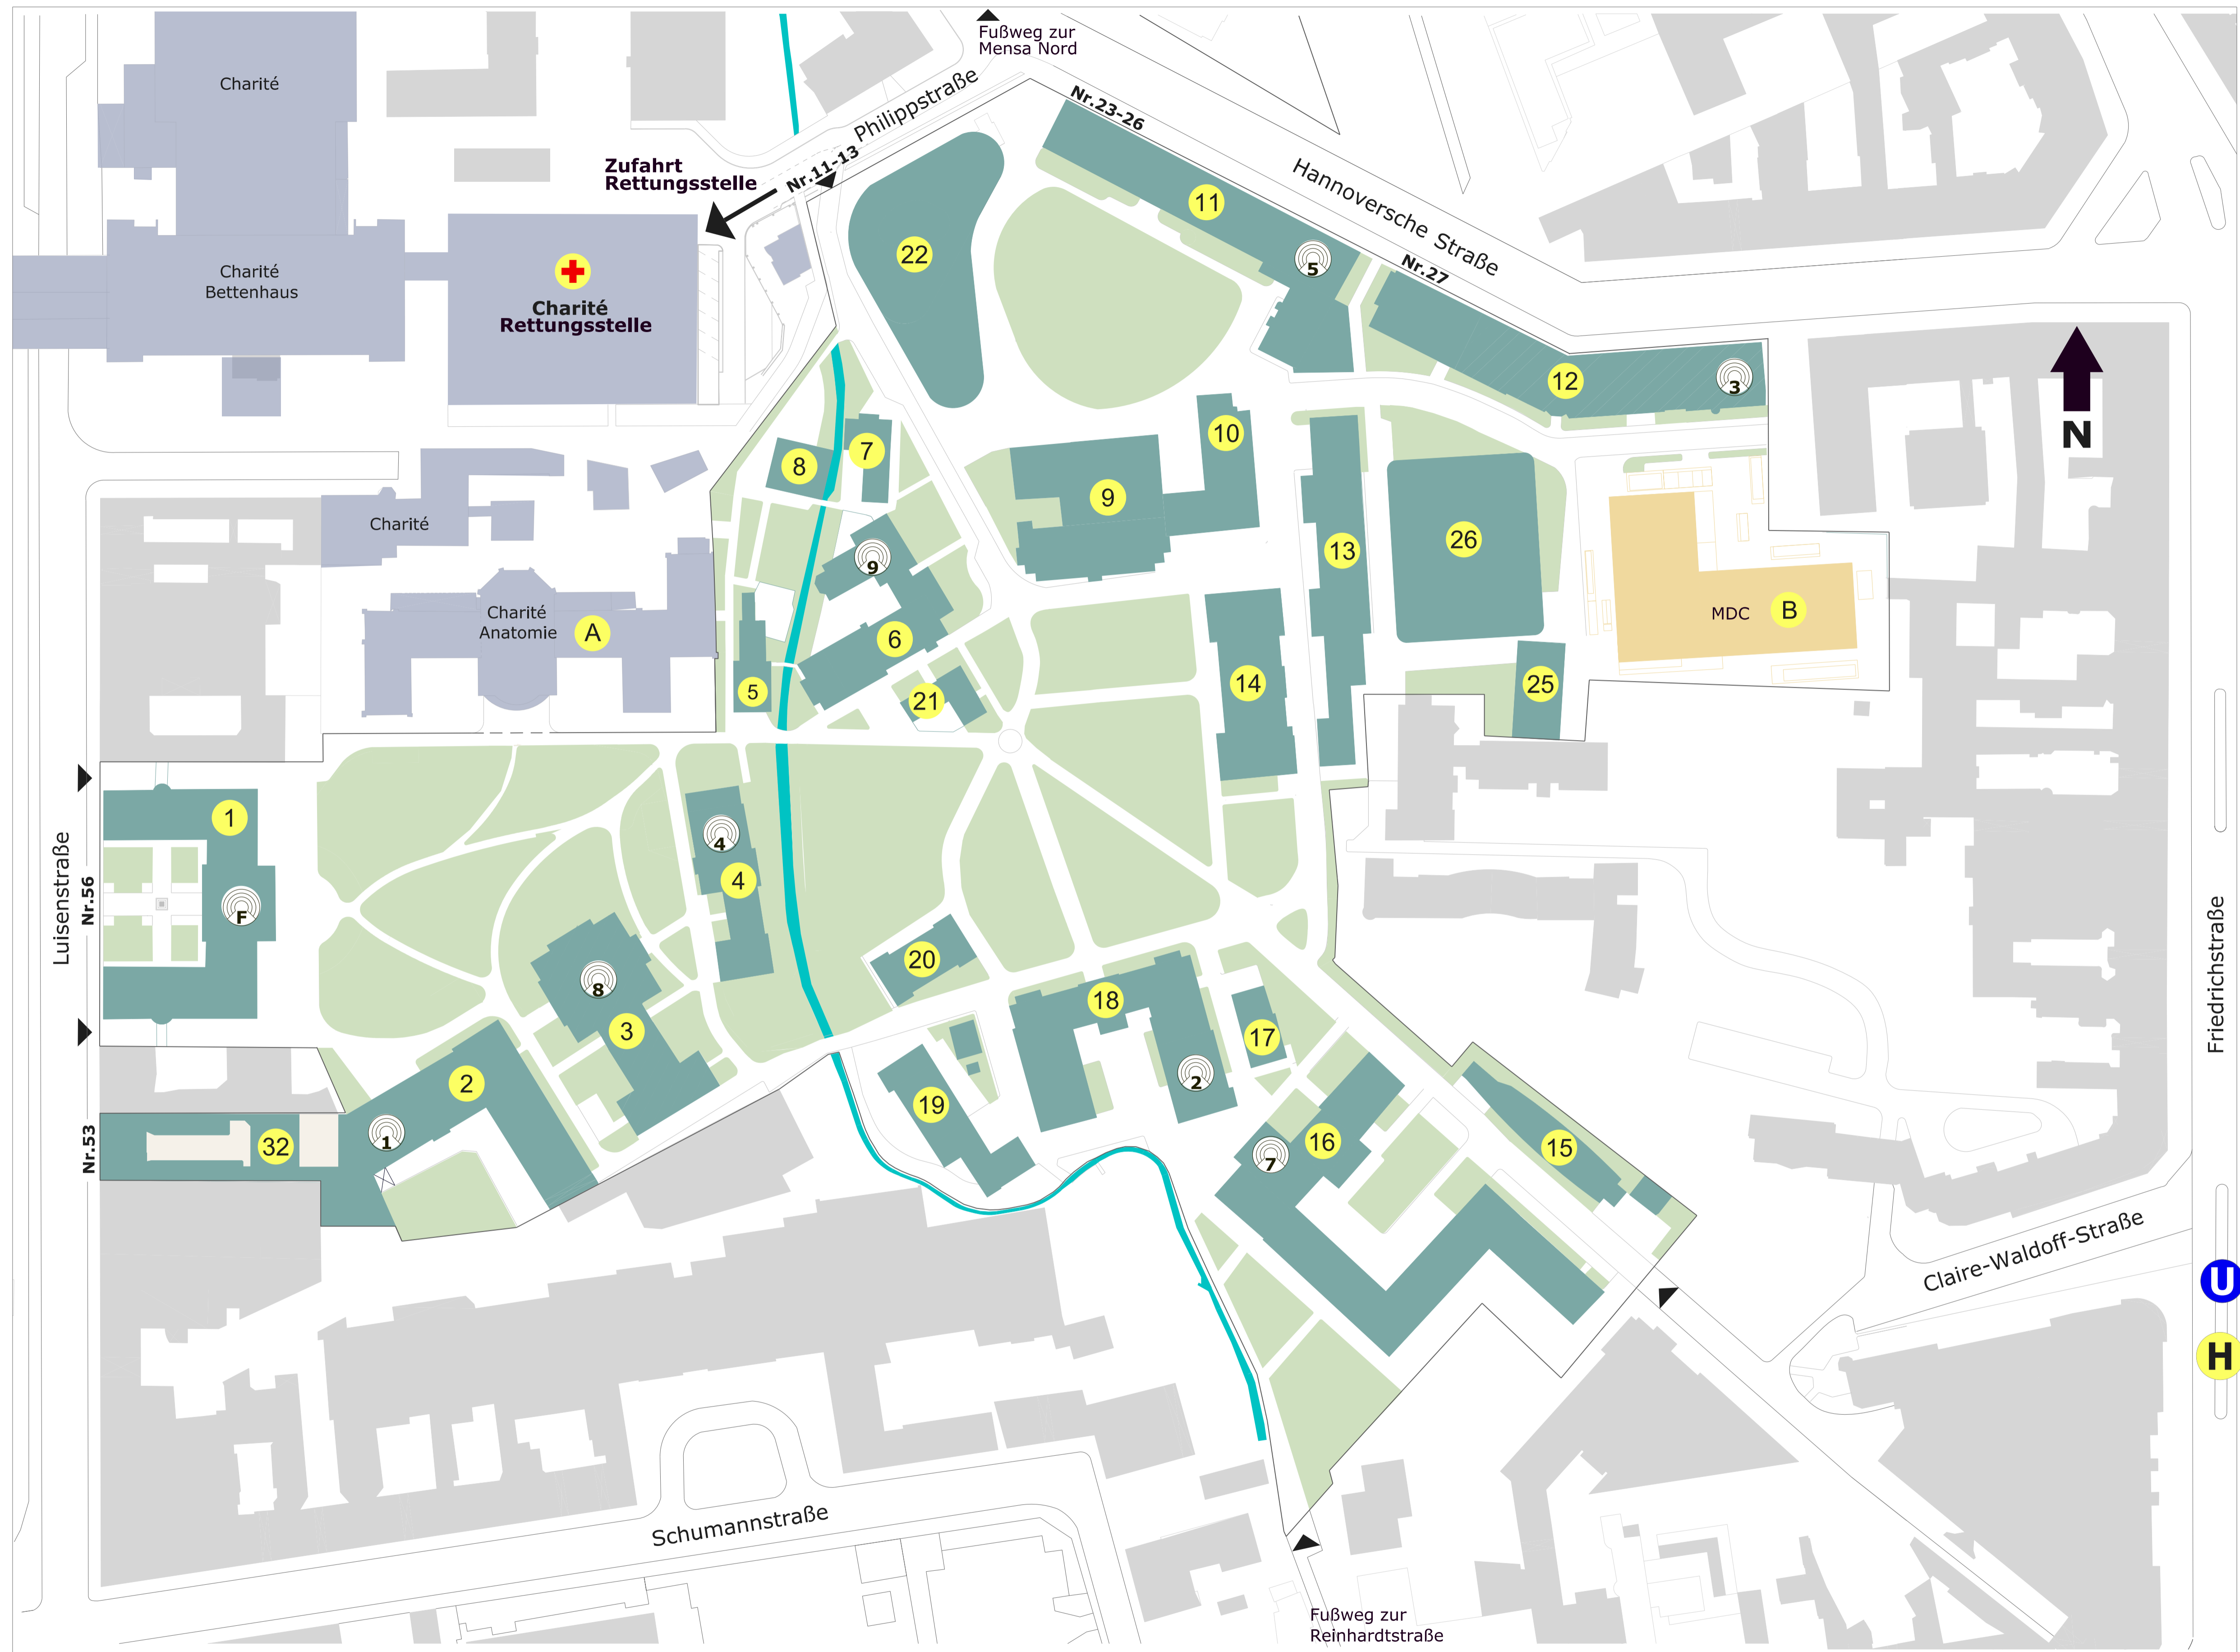 Fußweg zur
Mensa Nord
Charité
Philippstraße
Nr.23-26
Zufahrt
Rettungsstelle
Nr.11-13
Hannoversche Straße
11
22
5
Nr.27
Charité
Bettenhaus
Charité
Rettungsstelle
12
3
N
10
7
8
9
13
26
Charité
9
Charité
Anatomie
A
6
MDC
B
5
21
14
25
1
4
4
Luisenstraße
Nr.56
F
20
8
3
18
17
Friedrichstraße
2
2
19
1
32
Nr.53
16
7
15
Claire-Waldoff-Straße
U
H
Schumannstraße
Fußweg zur
Reinhardtstraße